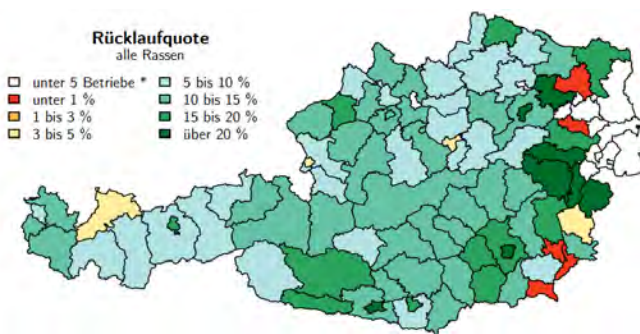 Rücklaufquote
alle Rassen
unter 5 Betriebe *
unter 1 %
1 bis 3 %
3 bis 5 %
5 bis 10 %
10 bis 15 %
15 bis 20 %
über 20 %